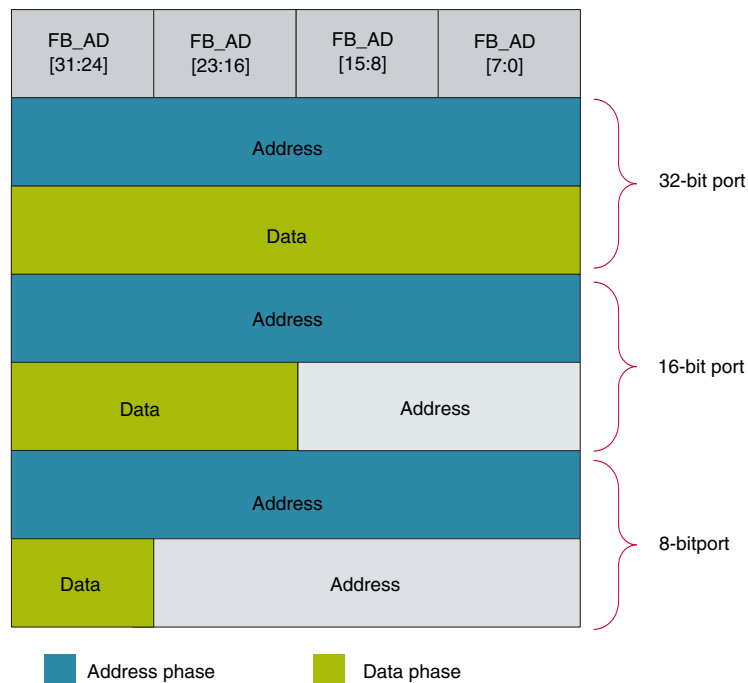 FB_AD
[31:24]
FB_AD
[23:16]
FB_AD
[15:8]
FB_AD
[7:0]
Address
32-bit port
Data
Address
16-bit port
Data
Address
Address
8-bitport
Data
Address
Address phase
Data phase